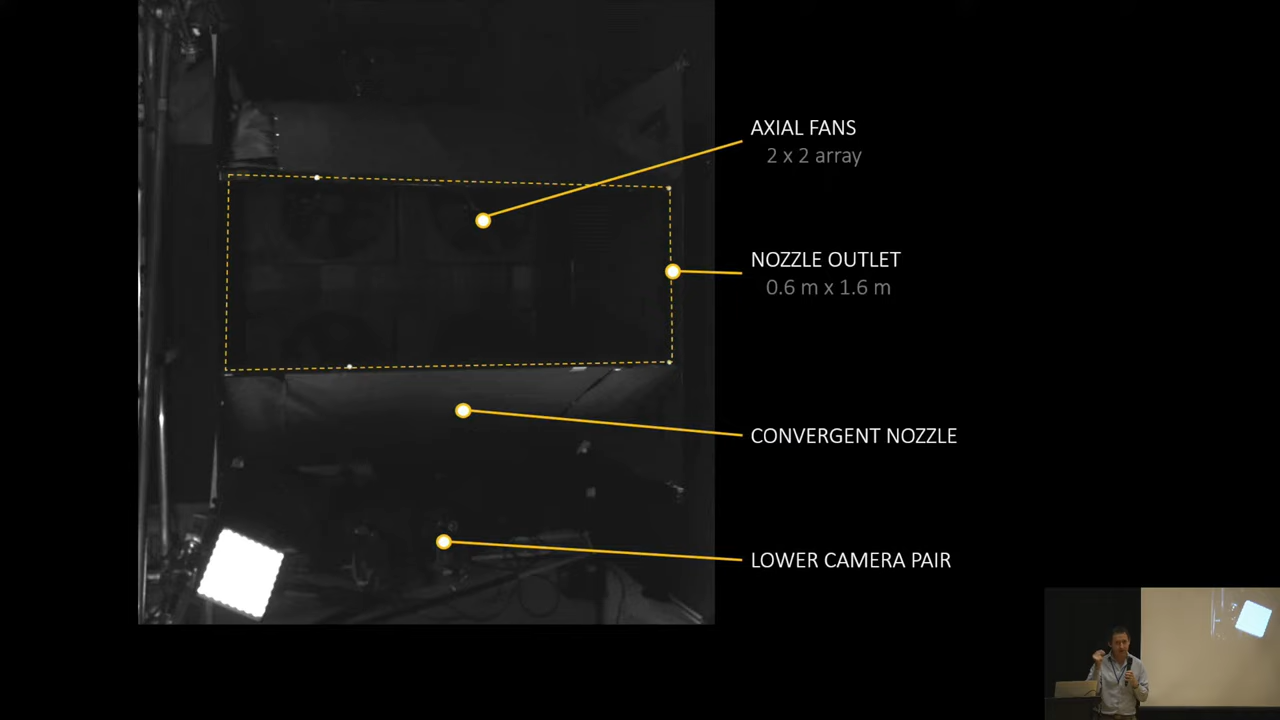 AXIAL FANS
2 x 2 array
NOZZLE OUTLET
0.6 m x 1.6 m
CONVERGENT NOZZLE
LOWER CAMERA PAIR